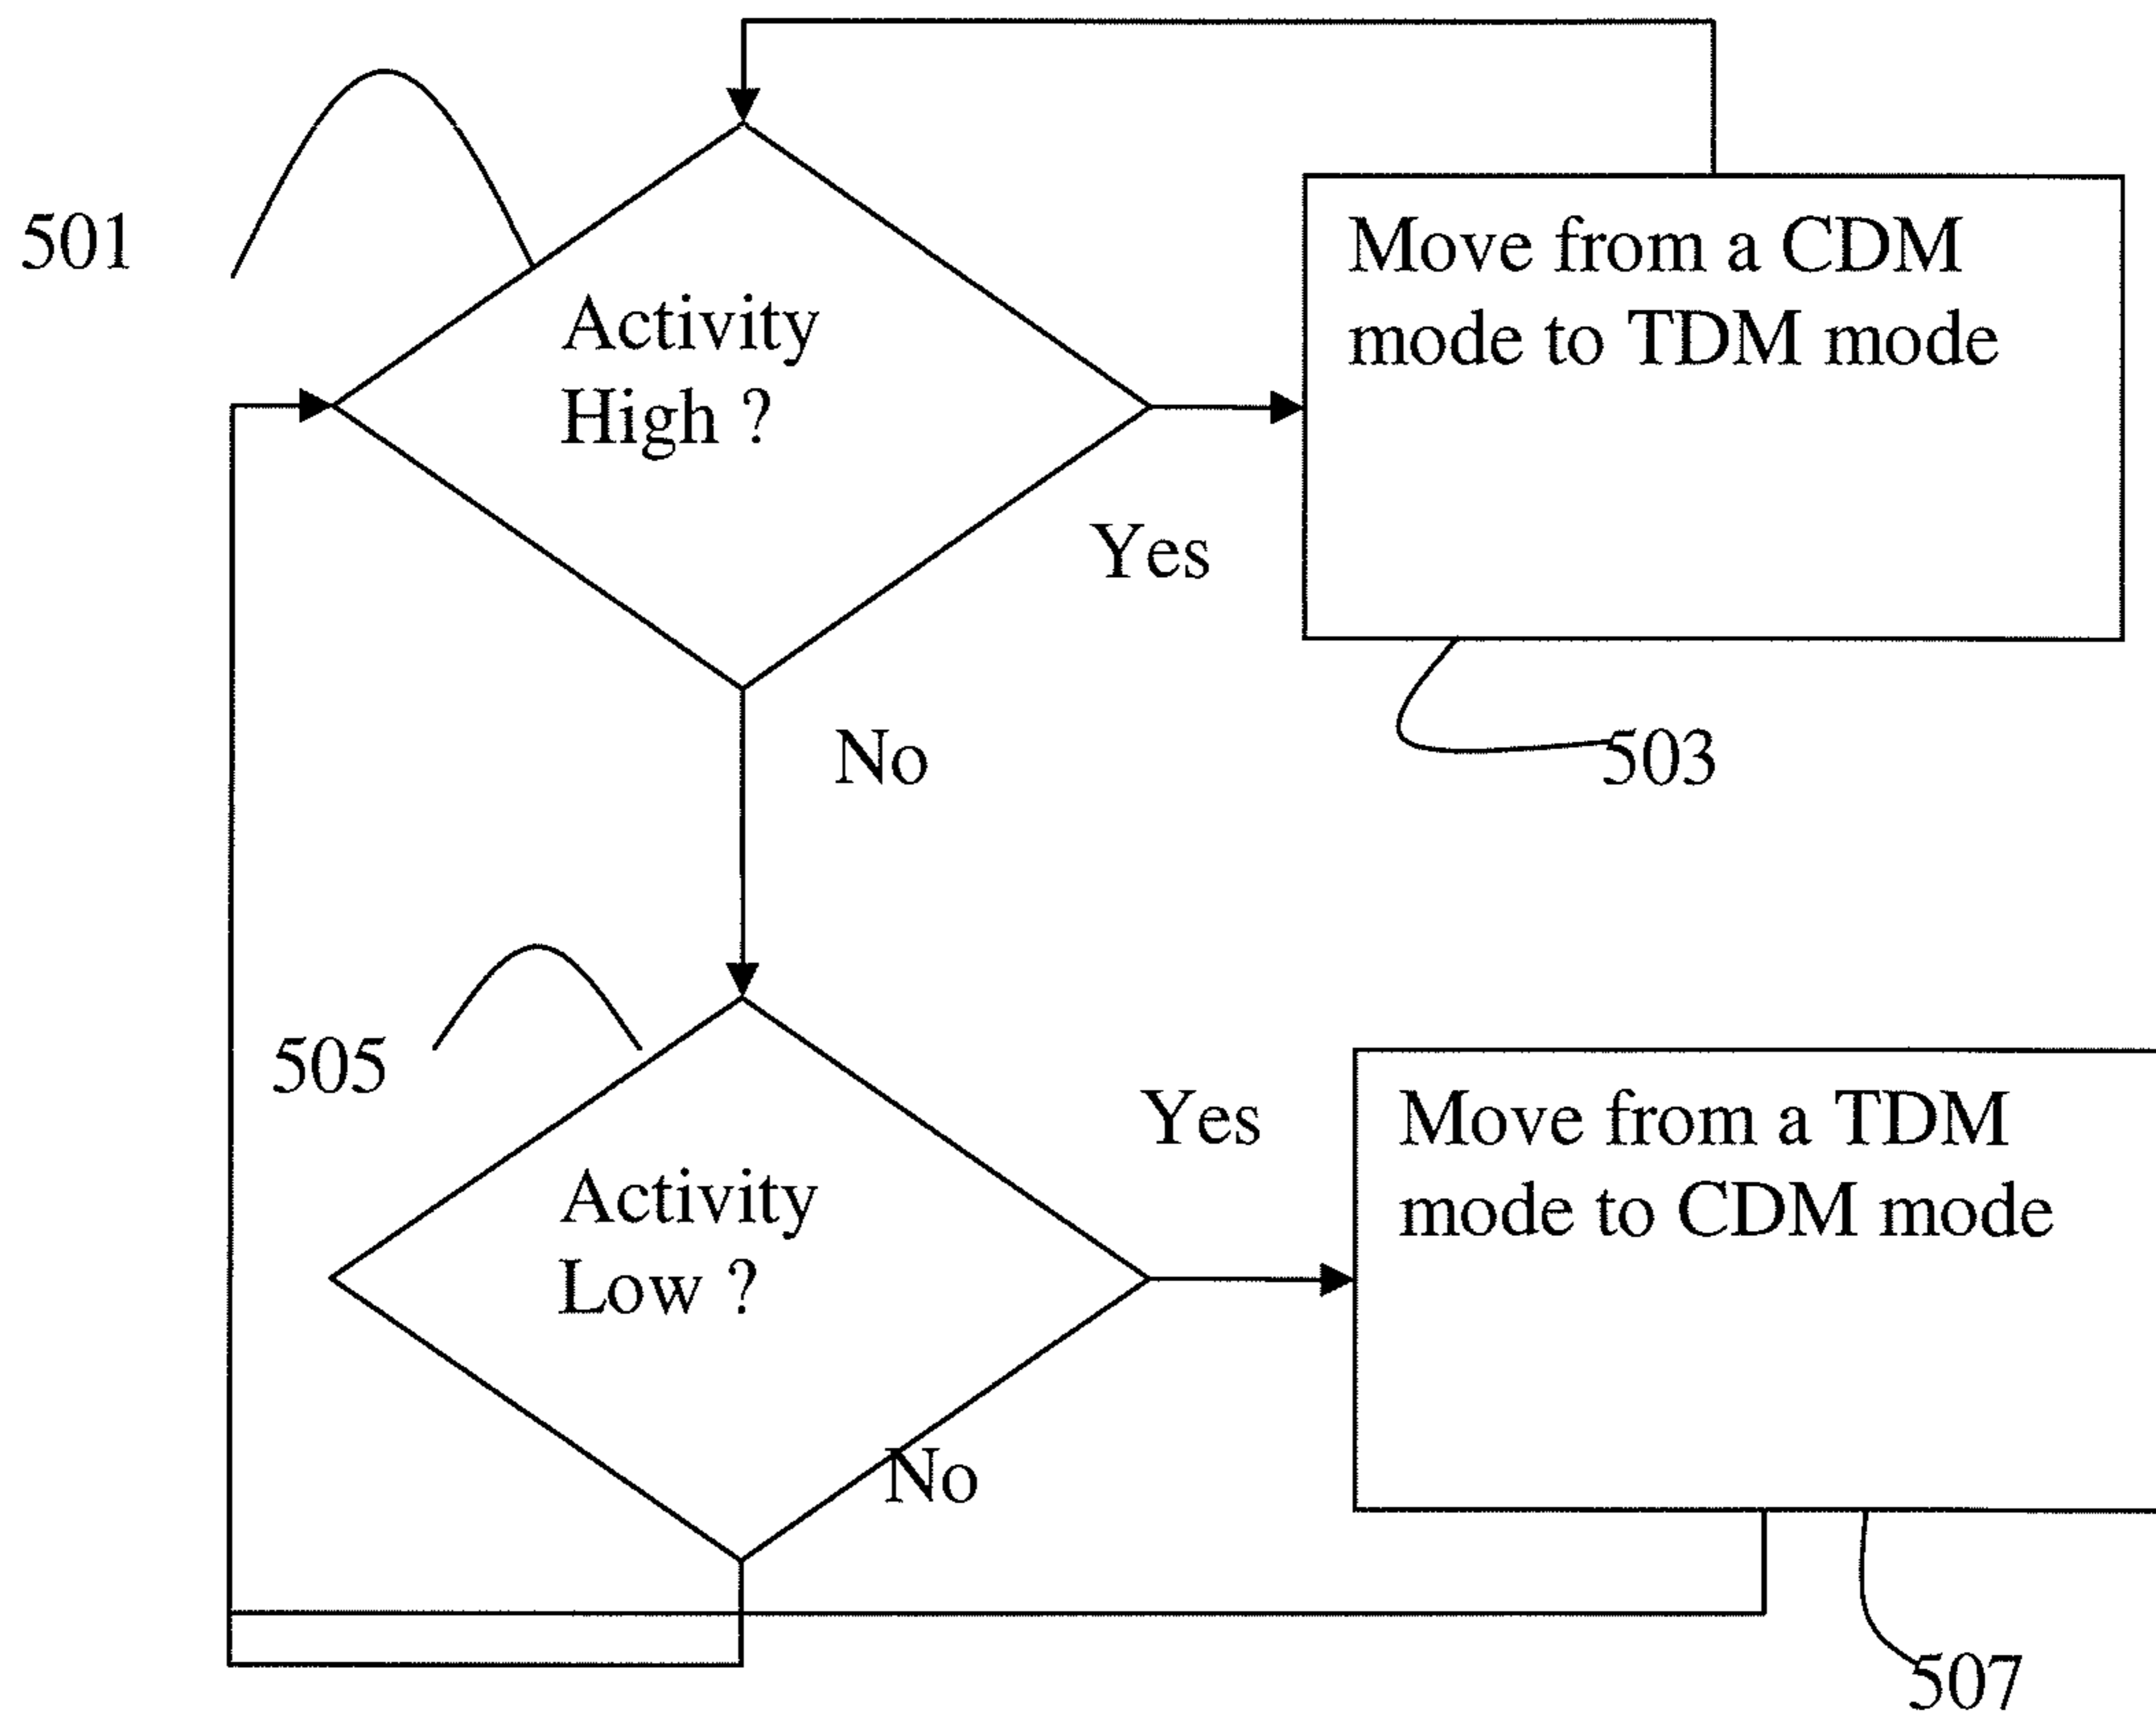 501
Activity
High ?
Move from a CDM
mode to TDM mode
Yes
503
No
505
Activity
Low ?
Yes
Move from a TDM
mode to CDM mode
No
507